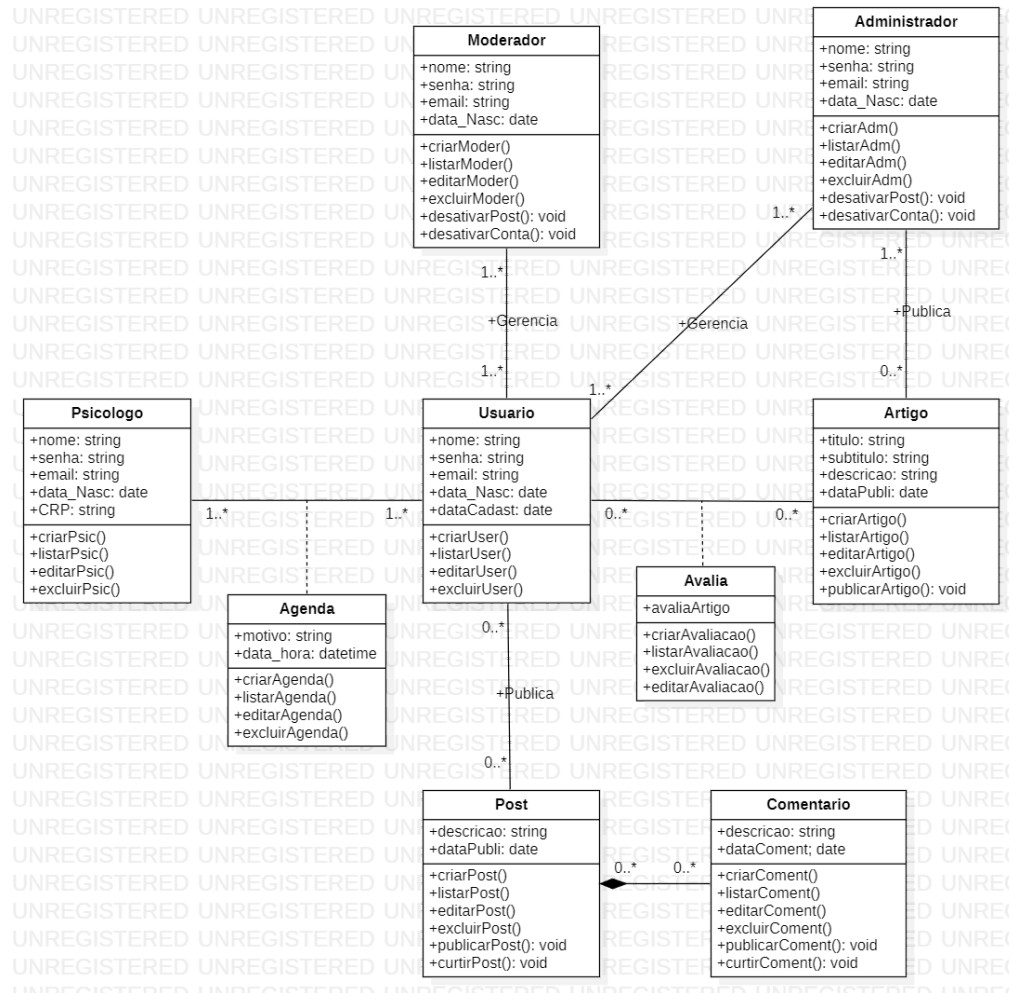 Moderador
+nome: string
+senha: string
+email: string
+data_Nasc: date
+criarModer()
+listarModer()
+editarModer()
+excluirModer()
+desativarPost(): void
+desativarConta(): void
Administrador
+nome: string
+senha: string
+email: string
+data_Nasc: date
+criarAdm()
+listarAdm()
+editarAdm()
+excluirAdm()
+desativarPost(): void
+desativarConta(): void
1..*
+Gerencia
1..*
1..*
+Gerencia
1..*
1..*
+Publica
0..*
Psicologo
+nome: string
+senha: string
+email: string
+data_Nasc: date
+CRP: string
+criarPsic()
+listarPsic()
+editarPsic()
+excluirPsic()
1..*
1..*
Usuario
+nome: string
+senha: string
+email: string
+data_Nasc: date
+dataCadast: date
+criarUser()
+listarUser()
+editarUser()
+excluirUser()
0..*
0..*
Artigo
+titulo: string
+subtitulo: string
+descricao: string
+dataPubli: date
+criarArtigo()
+listarArtigo()
+editarArtigo()
+excluirArtigo()
+publicarArtigo(): void
Agenda
+motivo: string
+data_hora: datetime
+criarAgenda()
+listarAgenda()
+editarAgenda()
+excluirAgenda()
Avalia
+avaliaArtigo
+criarAvaliacao()
+listarAvaliacao()
+excluirAvaliacao()
+editarAvaliacao()
0..*
+Publica
0..*
Post
+descricao: string
+dataPubli: date
+criarPost()
+listarPost()
+editarPost()
+excluirPost()
+publicarPost(): void
+curtirPost(): void
0..*
0..*
Comentario
+descricao: string
+dataComent; date
+criarComent()
+listarComent()
+editarComent()
+excluirComent()
+publicarComent(): void
+curtirComent(): void
UNREGISTERED